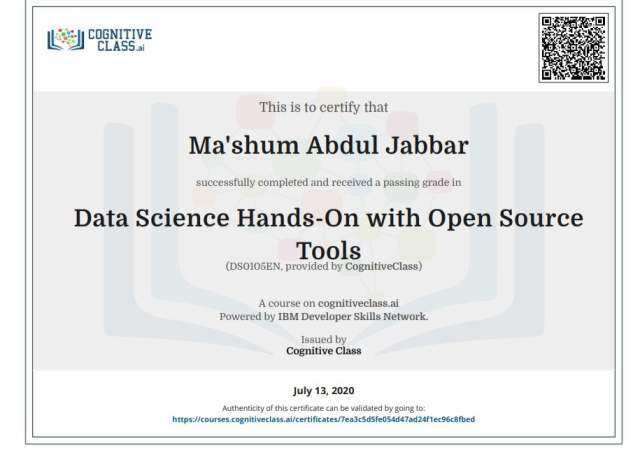 COGNITIVE
CLASS.ai
This is to certify that
Ma'shum Abdul Jabbar
successfully completed and received a passing grade in
Data Science Hands-On with Open Source
Tools
(DS0105EN, provided by CognitiveClass)
A course on cognitiveclass.ai
Powered by IBM Developer Skills Network.
Issued by
Cognitive Class
July 13, 2020
Authenticity of this certificate can be validated by going to:
https://courses.cognitiveclass.ai/certificates/7ea3c5d5fe054d47ad24f1ec96c8fbed